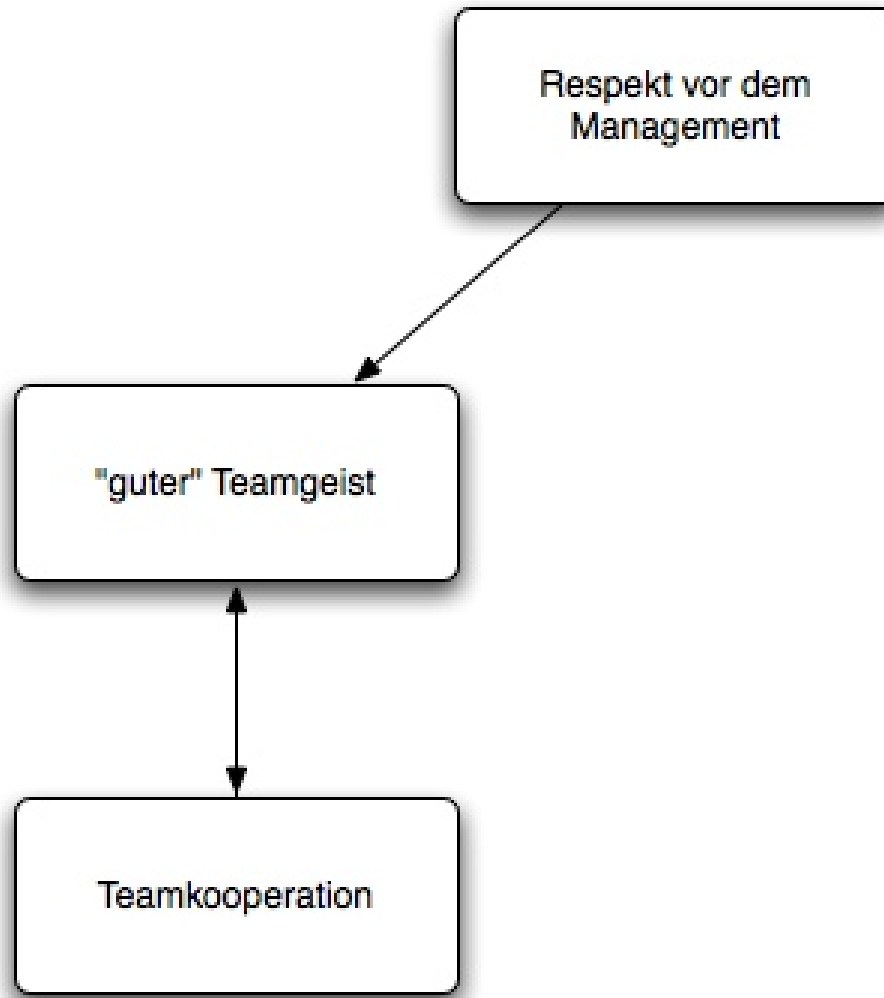 Respekt vor dem
Management
"guter" Teamgeist
Teamkooperation